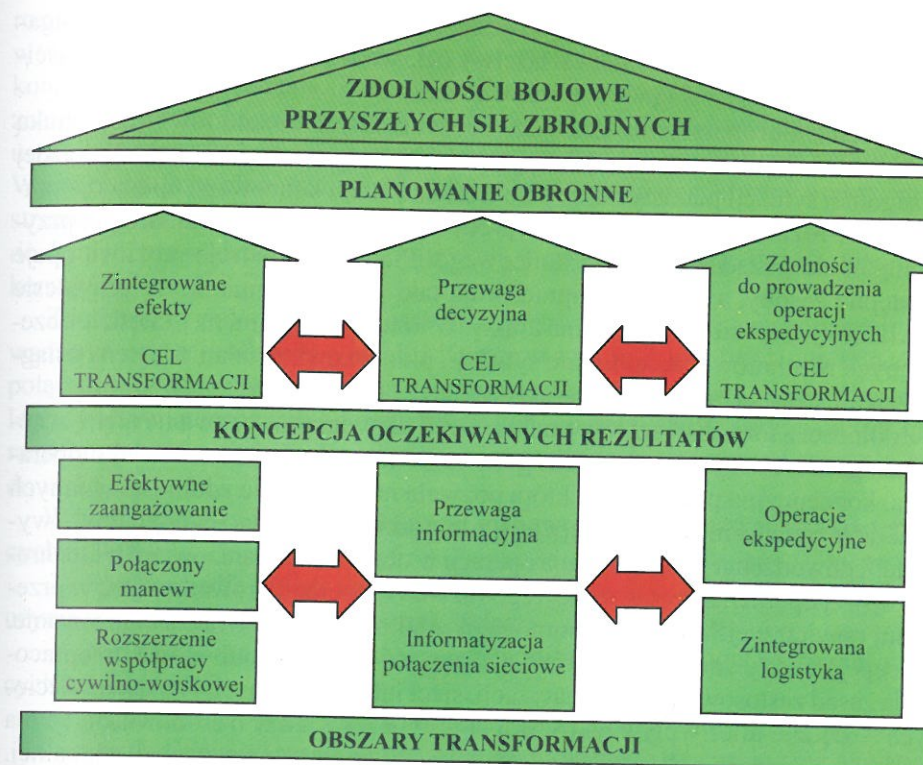 ZDOLNOŚCI BOJOWE
PRZYSZŁYCH SIŁ ZBROJNYCH
PLANOWANIE OBRONNE
Zintegrowane
efekty
CEL
TRANSFORMACJI
Przewaga
decyzyjna
CEL
TRANSFORMACJI
Zdolności
do prowadzenia
operacji
ekspedycyjnych
CEL
TRANSFORMACJI
KONCEPCJA OCZEKIWANYCH REZULTATÓW
Efektywne
zaangażowanie
Połączony
manewr
Rozszerzenie
współpracy
cywilno-wojskowej
Przewaga
informacyjna
Informatyzacja
połączenia sieciowe
Operacje
ekspedycyjne
Zintegrowana
logistyka
OBSZARY TRANSFORMACJI